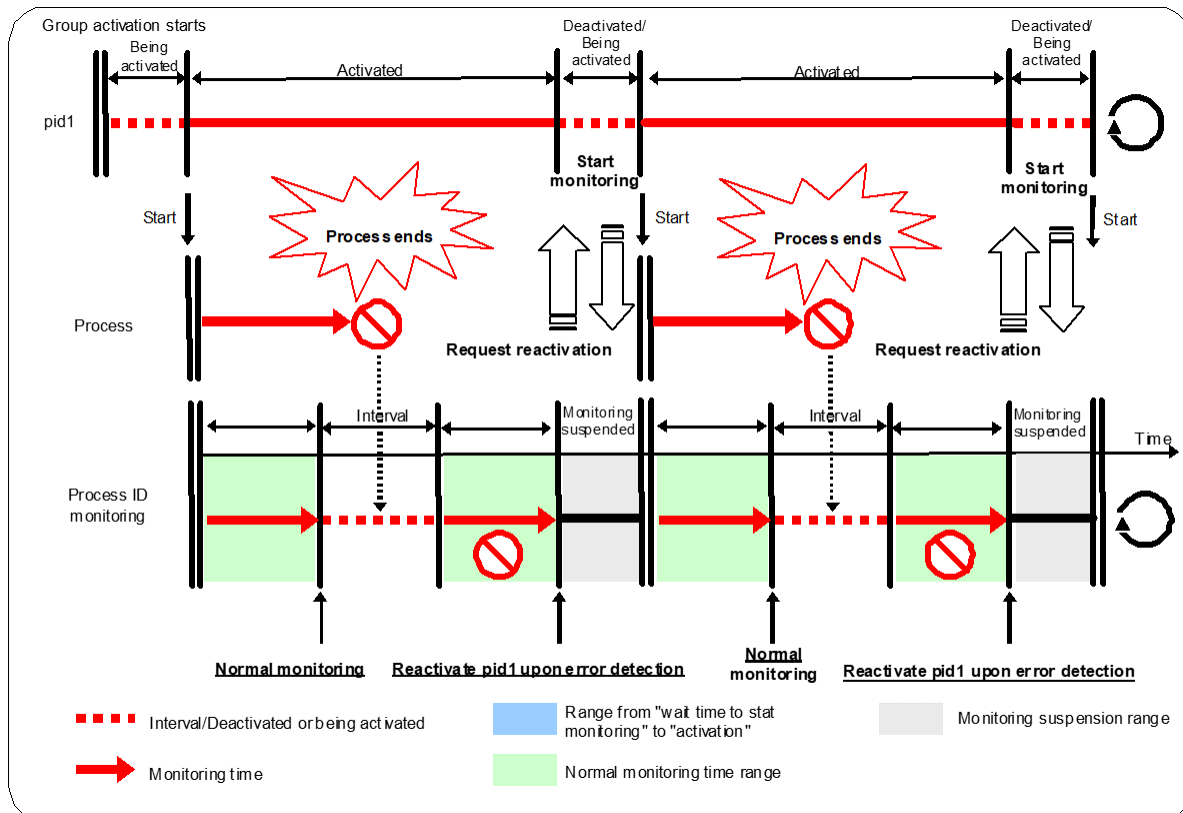 Group activation starts
Being
activated
Activated
Deactivated/
Being
activated
Activated
Deactivated/
Being
activated
pid1
Start
monitoring
Start
monitoring
Start
Start
Start
Process ends
Process ends
Process
Request reactivation
Request reactivation
Interval
Monitoring
suspended
Interval
Monitoring
suspended
Time
Process ID
monitoring
Normal monitoring
Reactivate pid1 upon error detection
Normal
monitoring
Reactivate pid1 upon error detection
Interval/Deactivated or being activated
Range from "wait time to stat
monitoring" to "activation"
Monitoring suspension range
Monitoring time
Normal monitoring time range